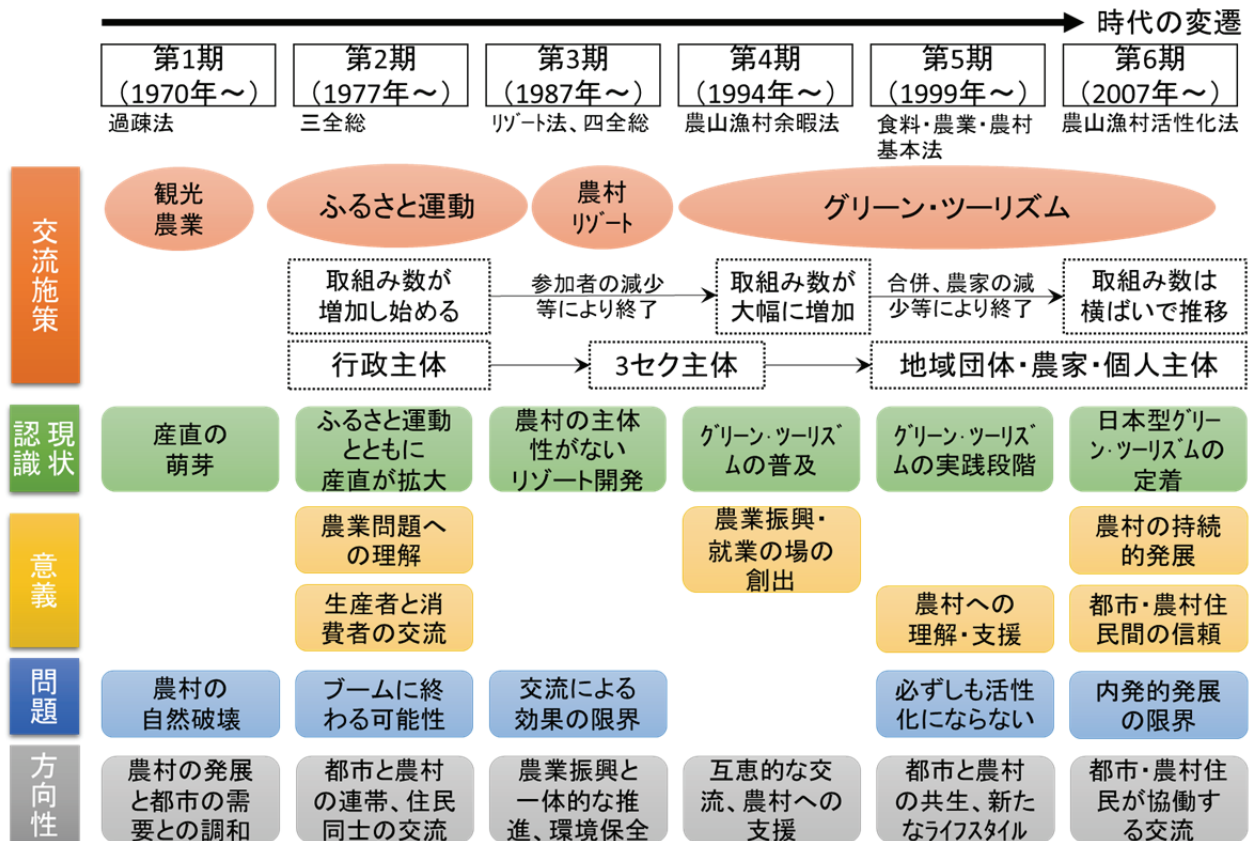 時代の変遷
第1期
（1970年～）
過疎法
第2期
（1977年～）
三全総
第3期
（1987年～）
ﾘｿﾞｰﾄ法、四全総
第4期
（1994年～）
農山漁村余暇法
第5期
（1999年～）
食料・農業・農村
基本法
第6期
（2007年～）
農山漁村活性化法
交流施策
観光
農業
ふるさと運動
農村
ﾘｿﾞｰﾄ
グリーン・ツーリズム
取組み数が
増加し始める
参加者の減少
等により終了
取組み数が
大幅に増加
合併、農家の減
少等により終了
取組み数は
横ばいで推移
行政主体
3セク主体
地域団体・農家・個人主体
現状
認識
産直の
萌芽
ふるさと運動
とともに
産直が拡大
農村の主体
性がない
リゾート開発
ｸﾞﾘｰﾝ･ﾂｰﾘｽﾞ
ムの普及
ｸﾞﾘｰﾝ･ﾂｰﾘｽﾞ
ムの実践段階
日本型ｸﾞﾘｰ
ﾝ･ﾂｰﾘｽﾞﾑの
定着
意義
農業問題へ
の理解
農業振興・
就業の場の
創出
農村の持続
的発展
生産者と消
費者の交流
農村への
理解・支援
都市・農村住
民間の信頼
問題
農村の
自然破壊
ブームに終
わる可能性
交流による
効果の限界
必ずしも活性
化にならない
内発的発展
の限界
方向性
農村の発展
と都市の需
要との調和
都市と農村
の連帯、住民
同士の交流
農業振興と
一体的な推
進、環境保全
互恵的な交
流、農村への
支援
都市と農村
の共生、新た
なﾗｲﾌｽﾀｲﾙ
都市・農村住
民が協働す
る交流